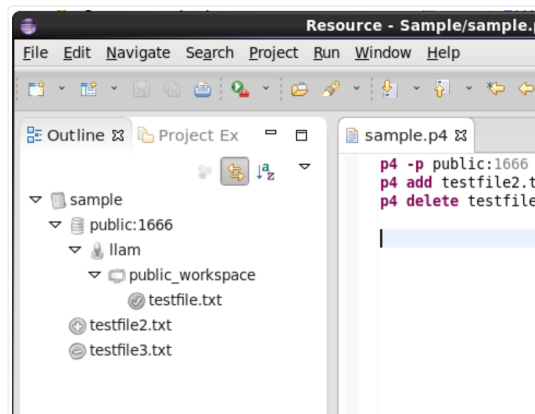 Resource - Sample/sample.p
File Edit Navigate Search Project Run Window Help
Outline Project Ex
sample.p4
a
z
p4 -p public:1666
p4 add testfile2.t
p4 delete testfile
sample
public:1666
llam
public_workspace
testfile.txt
testfile2.txt
testfile3.txt